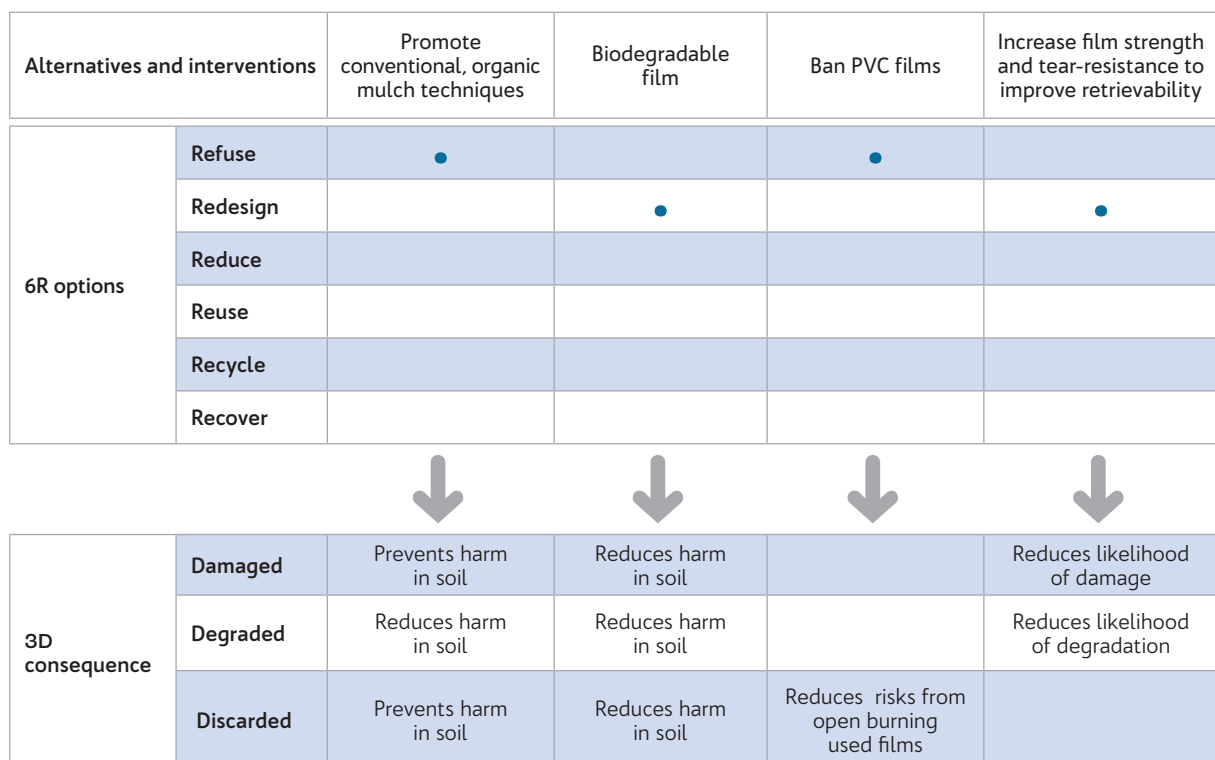 Alternatives and interventions
Promote
conventional, organic
mulch techniques
Biodegradable
film
Ban PVC films
Increase film strength
and tear-resistance to
improve retrievability
6R options
Refuse
Redesign
Reduce
Reuse
Recycle
Recover
3D
consequence
Damaged
Prevents harm
in soil
Reduces harm
in soil
Reduces likelihood
of damage
Degraded
Reduces harm
in soil
Reduces harm
in soil
Reduces likelihood
of degradation
Discarded
Prevents harm
in soil
Reduces harm
in soil
Reduces risks from
open burning
used films